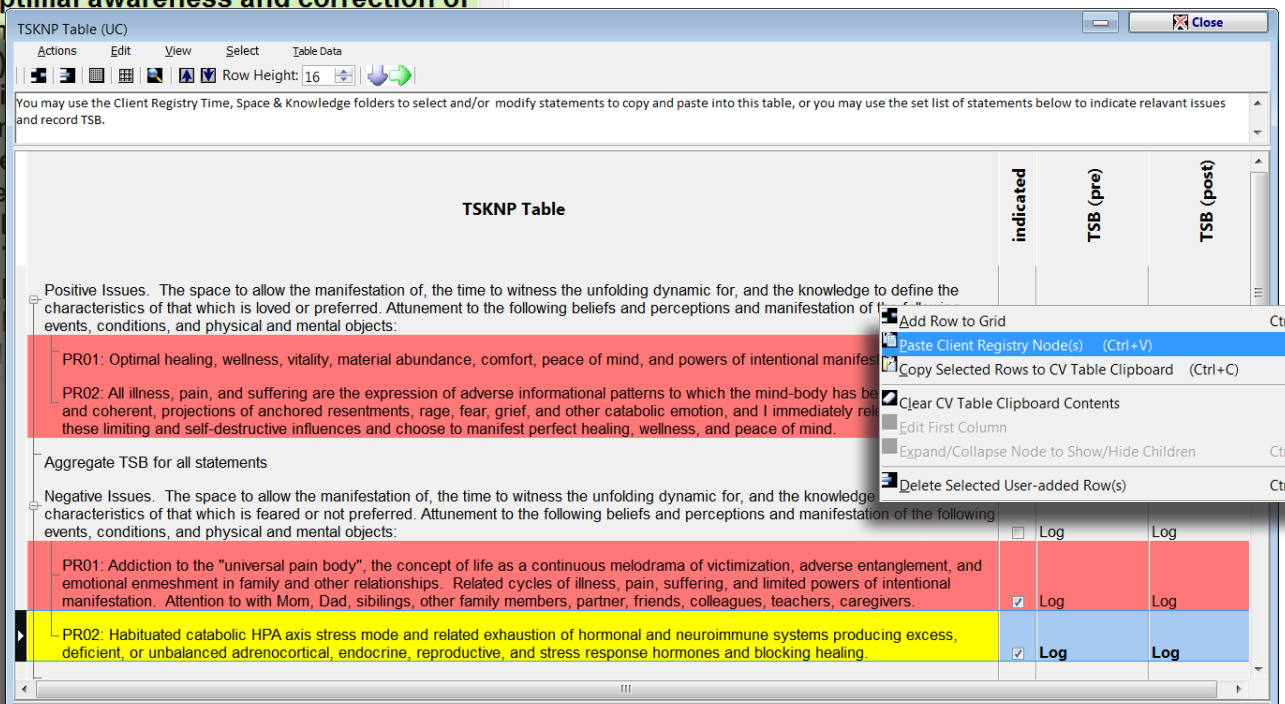 ptimal awareness and correction of
TSKNP Table (UC)
Close
Actions Edit View Select Table Data
Row Height: 16
You may use the Client Registry Time, Space & Knowledge folders to select and/or modify statements to copy and paste into this table, or you may use the set list of statements below to indicate relavant issues
and record TSB.
TSKNP Table
indicated
TSB (pre)
TSB (post)
Positive Issues. The space to allow the manifestation of, the time to witness the unfolding dynamic for, and the knowledge to define the
characteristics of that which is loved or preferred. Attunement to the following beliefs and perceptions and manifestation of the following
events, conditions, and physical and mental objects:
PR01: Optimal healing, wellness, vitality, material abundance, comfort, peace of mind, and powers of intentional manifest
PR02: All illness, pain, and suffering are the expression of adverse informational patterns to which the mind-body has be
and coherent, projections of anchored resentments, rage, fear, grief, and other catabolic emotion, and I immediately rele
these limiting and self-destructive influences and choose to manifest perfect healing, wellness, and peace of mind.
Aggregate TSB for all statements
Negative Issues. The space to allow the manifestation of, the time to witness the unfolding dynamic for, and the knowledge
characteristics of that which is feared or not preferred. Attunement to the following beliefs and perceptions and manifestation of the following
events, conditions, and physical and mental objects:
Log Log
PR01: Addiction to the "universal pain body", the concept of life as a continuous melodrama of victimization, adverse entanglement, and
emotional enmeshment in family and other relationships. Related cycles of illness, pain, suffering, and limited powers of intentional
manifestation. Attention to with Mom, Dad, sibilings, other family members, partner, friends, colleagues, teachers, caregivers.
Log Log
PR02: Habituated catabolic HPA axis stress mode and related exhaustion of hormonal and neuroimmune systems producing excess,
deficient, or unbalanced adrenocortical, endocrine, reproductive, and stress response hormones and blocking healing.
Log Log
Add Row to Grid Ct
Paste Client Registry Node(s) (Ctrl+V)
Copy Selected Rows to CV Table Clipboard (Ctrl+C)
Clear CV Table Clipboard Contents
Edit First Column
Expand/Collapse Node to Show/Hide Children Ct
Delete Selected User-added Row(s) Ct